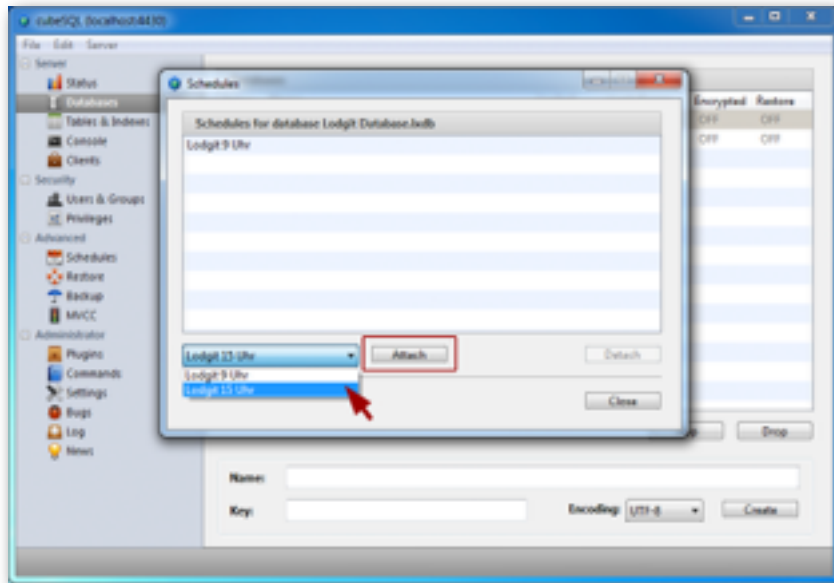 cubeSQL (localhost:4430)
File Edit Server
Server
Status
Databases
Tables & Indexes
Console
Clients
Security
Users & Groups
Privileges
Advanced
Schedules
Restore
Backup
MVCC
Administrator
Plugins
Commands
Settings
Bugs
Log
News
Schedules
Schedules for database Lodgit Database.lxdb
Lodgit 9 Uhr
Lodgit 15 Uhr
Attach
Detach
Lodgit 9 Uhr
Lodgit 15 Uhr
Close
Encrypted Restore
OFF OFF
OFF OFF
Drop
Name:
Key:
Encoding: UTF-8
Create